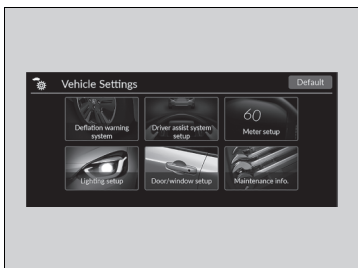 Vehicle Settings
Default
Deflation warning
system
Driver assist system
setup
60
Meter setup
Lighting setup
Door/window setup
Maintenance info.